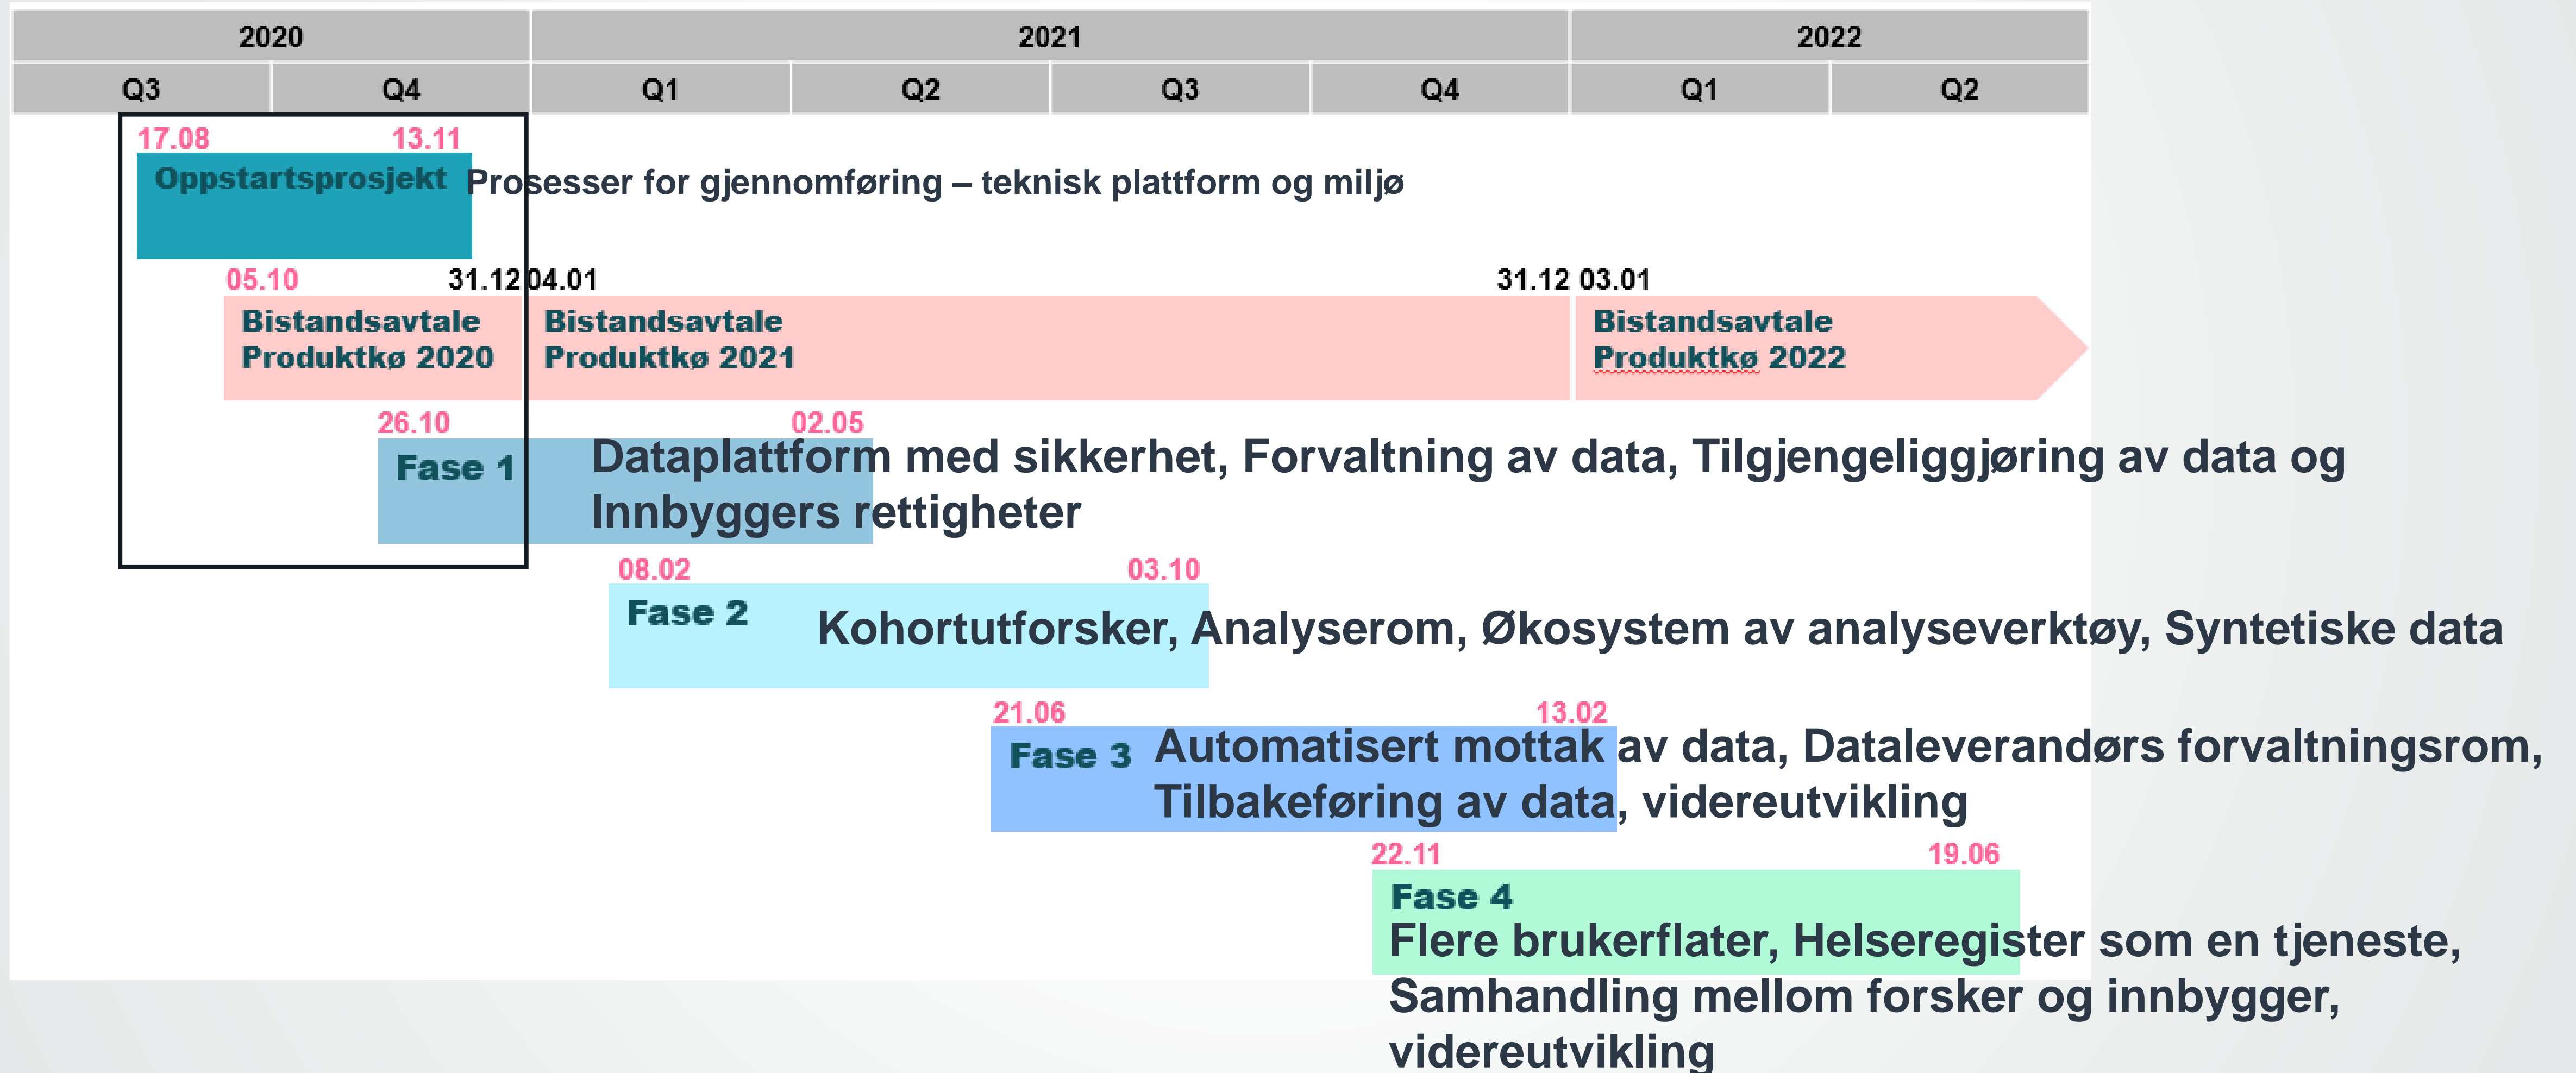 2020 2021 2022
Q3 Q4 Q1 Q2 Q3 Q4 Q1 Q2
17.08 13.11
Oppstartsprosjekt Prosesser for gjennomføring – teknisk plattform og miljø
05.10 31.12 04.01 31.12 03.01
Bistandsavtale Bistandsavtale Bistandsavtale
Produktkø 2020 Produktkø 2021 Produktkø 2022
26.10 02.05
Fase 1 Dataplattform med sikkerhet, Forvaltning av data, Tilgjengeliggjøring av data og
Innbyggers rettigheter
08.02 03.10
Fase 2 Kohortutforsker, Analyserom, Økosystem av analyseverktøy, Syntetiske data
21.06 13.02
Fase 3 Automatisert mottak av data, Dataleverandørs forvaltningsrom,
Tilbakeføring av data, videreutvikling
22.11 19.06
Fase 4
Flere brukerflater, Helseregister som en tjeneste,
Samhandling mellom forsker og innbygger,
videreutvikling